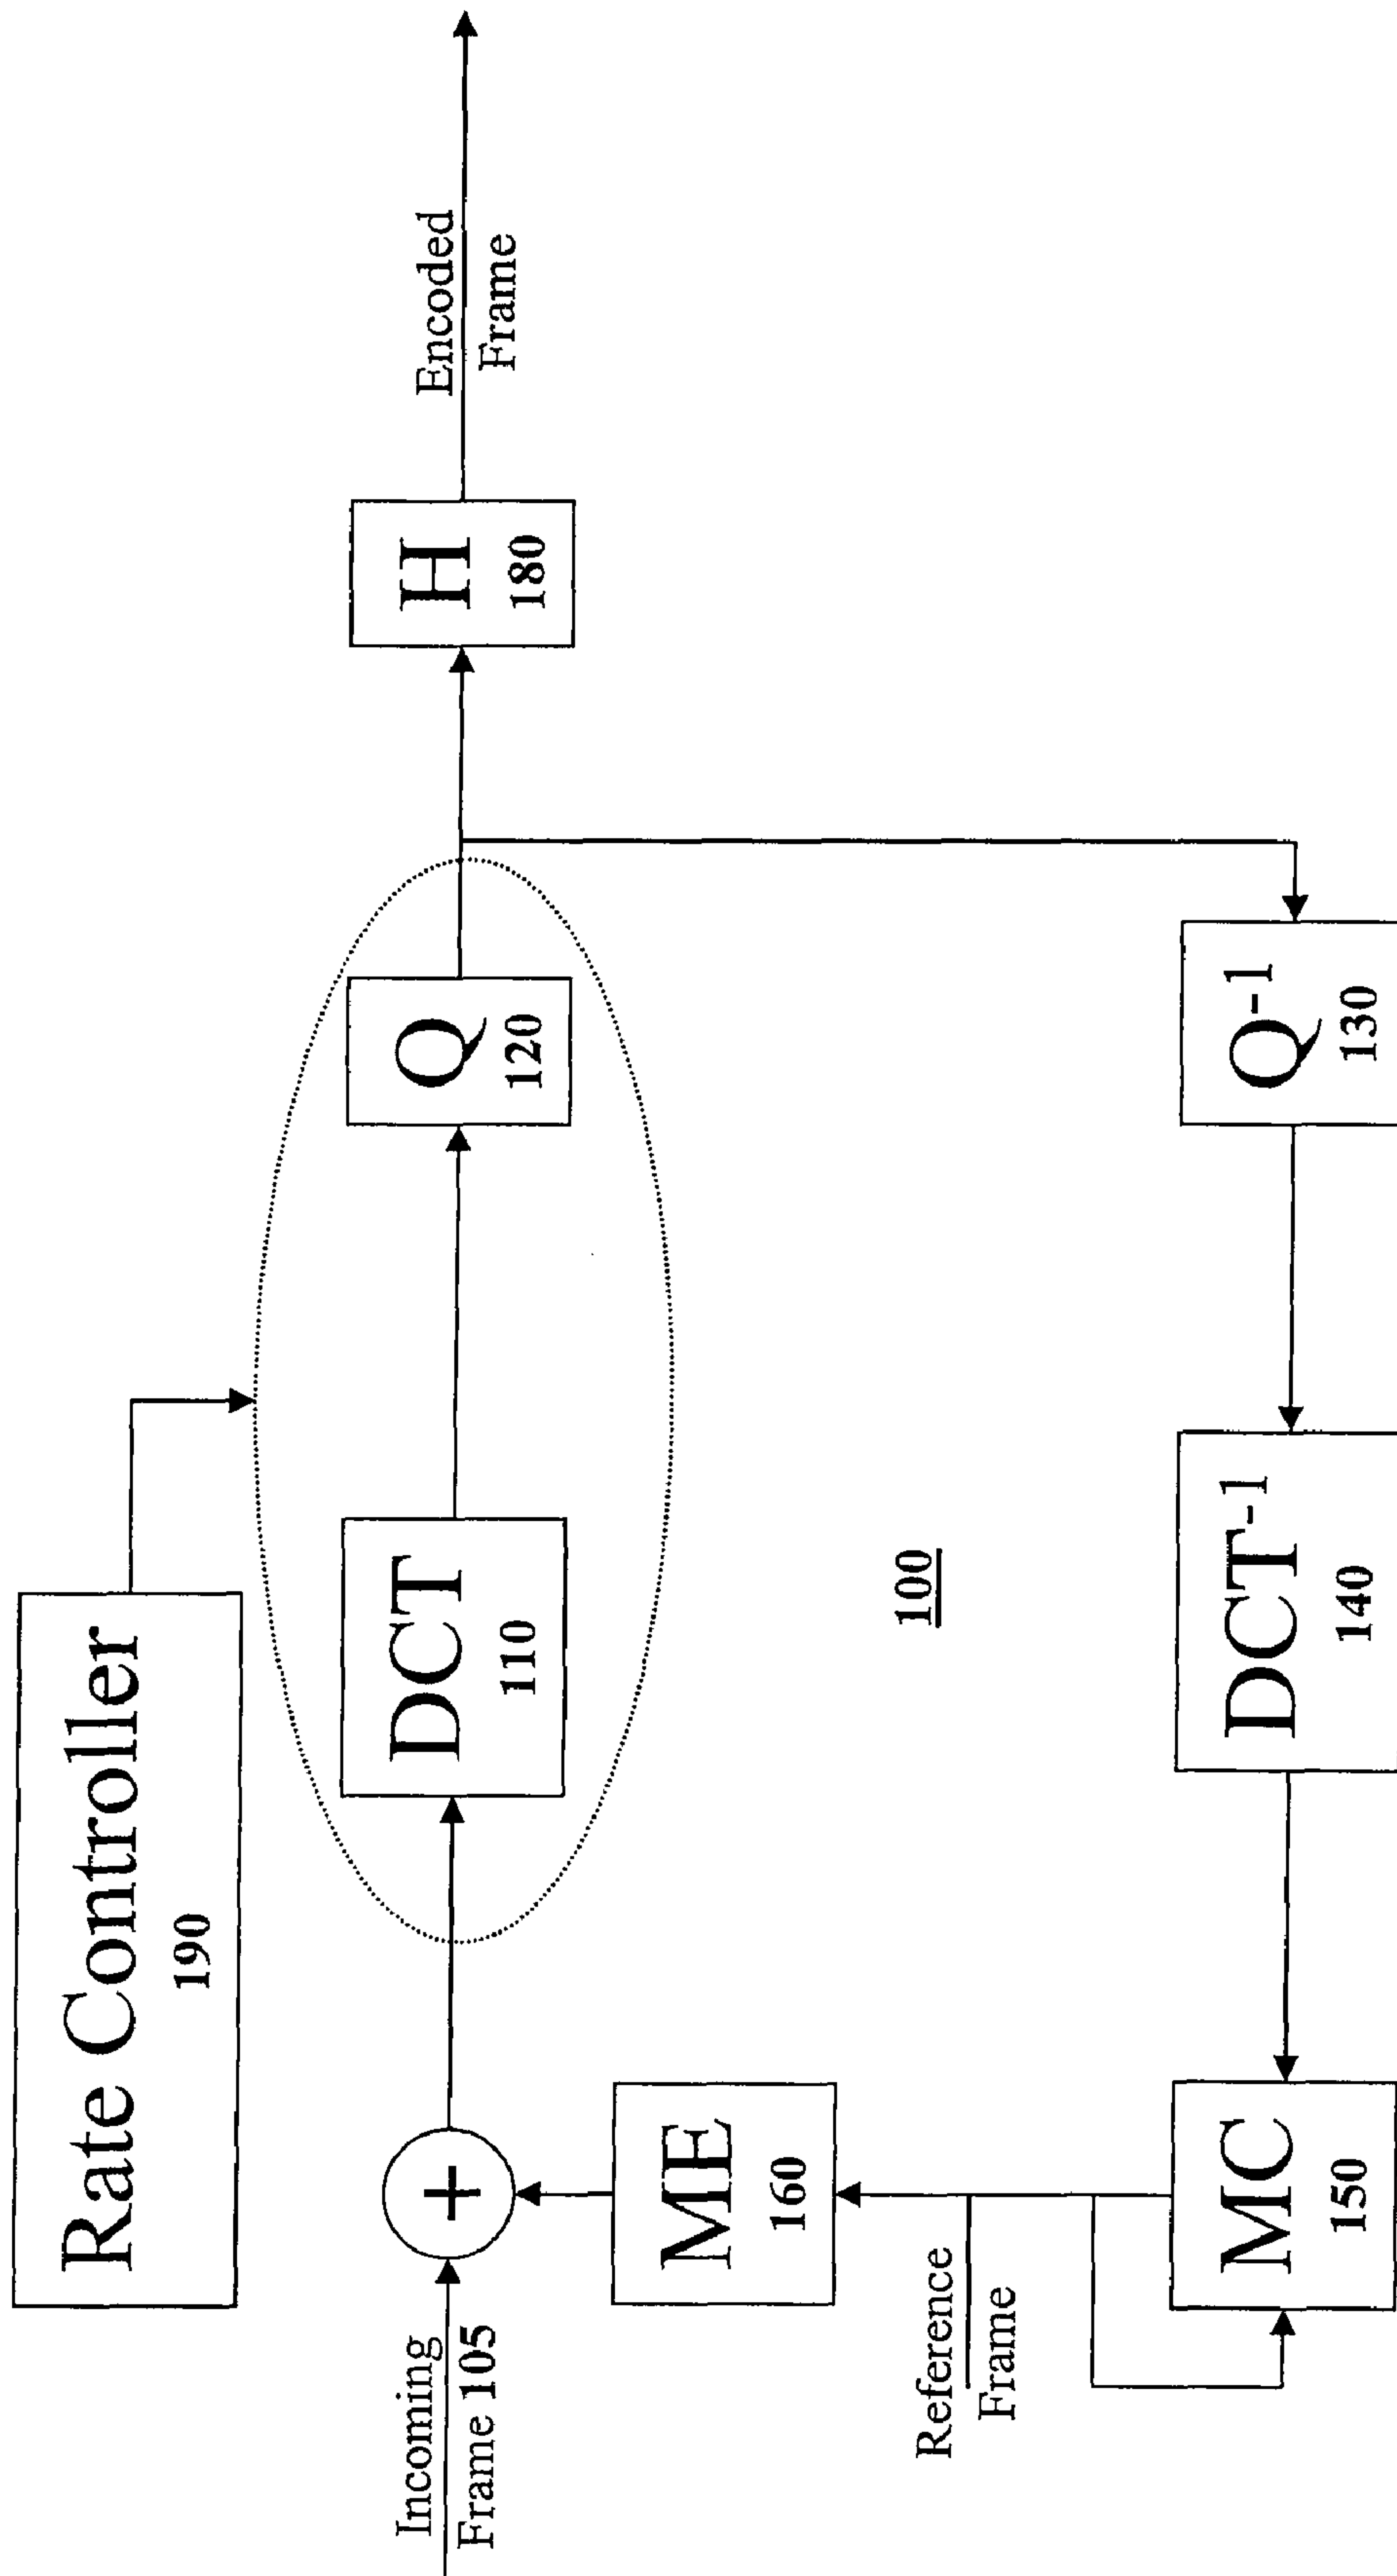 Rate Controller
190
Incoming
Frame 105
+
DCT
110
Q
120
H
180
Encoded
Frame
ME
160
100
Reference
Frame
MC
150
DCT-1
140
Q-1
130